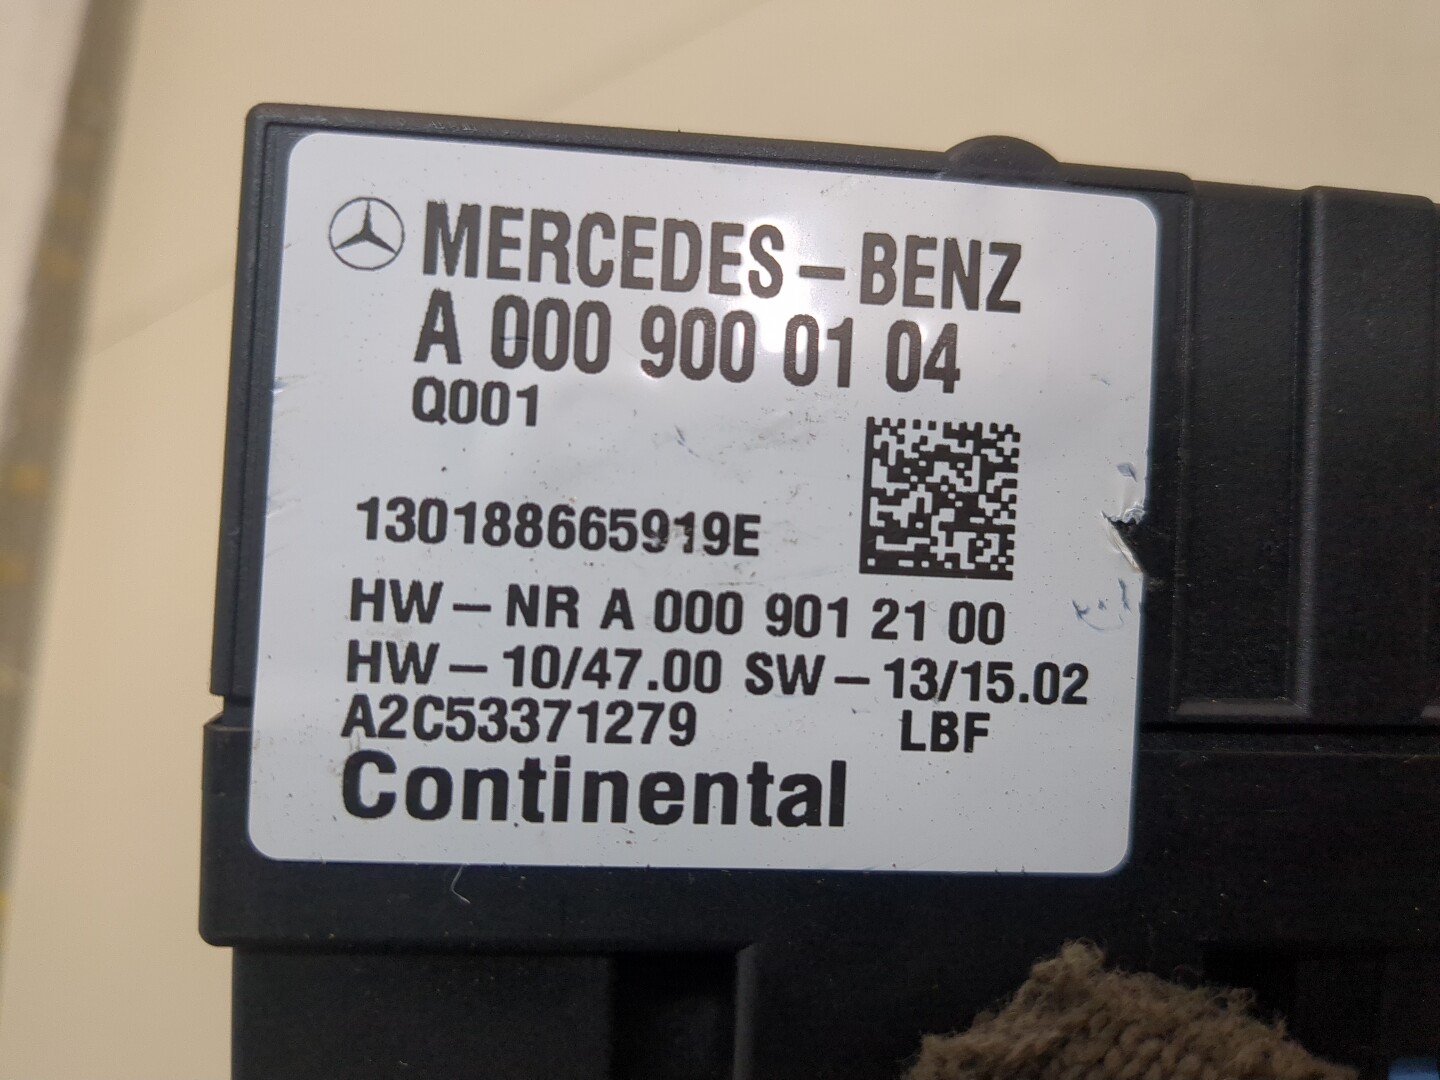 MERCEDES-BENZ
A 000 900 01 04
Q001
130188665919E
HW-NR A 000 901 21 00
HW-10/47.00 SW-13/15.02
A2C53371279 LBF
Continental